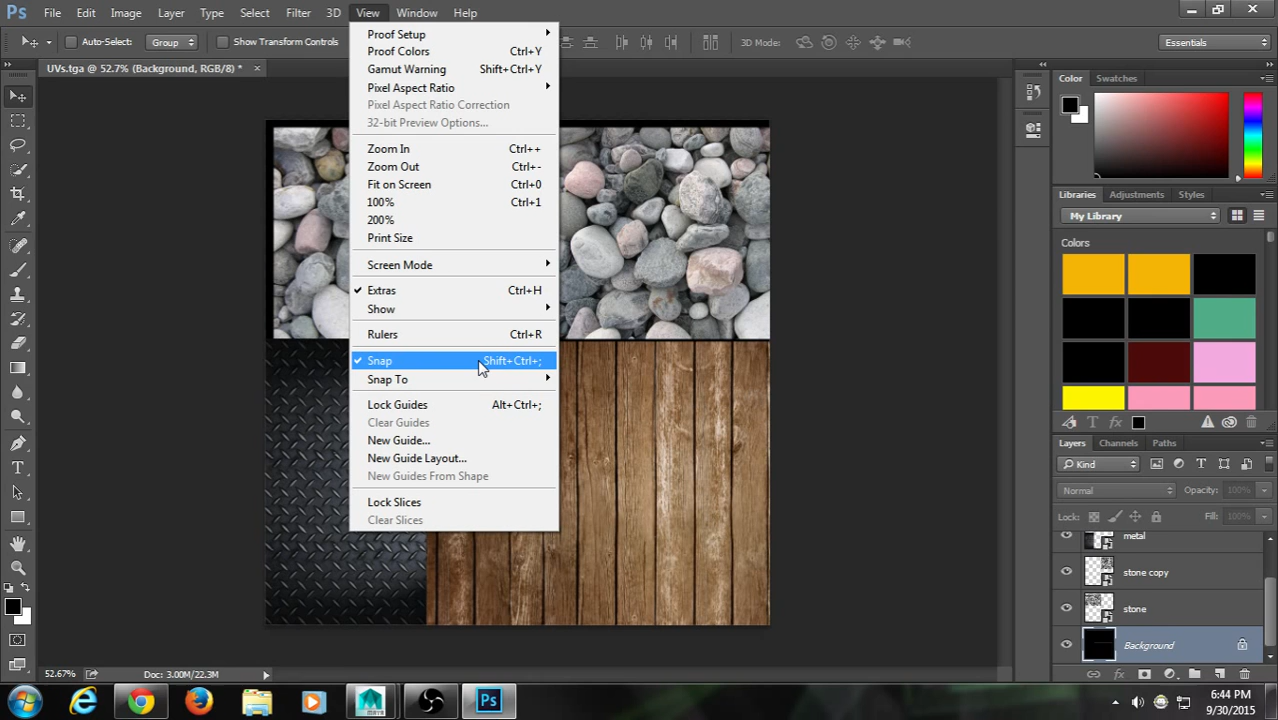 Ps File Edit Image Layer Type Select Filter 3D View Window Help
Auto-Select: Group Show Transform Controls 3D Mode: Essentials
UVs.tga @ 52.7% (Background, RGB/8) *
Proof Setup
Proof Colors Ctrl+Y
Gamut Warning Shift+Ctrl+Y
Pixel Aspect Ratio
Pixel Aspect Ratio Correction
32-bit Preview Options...
Zoom In Ctrl++
Zoom Out Ctrl+-
Fit on Screen Ctrl+0
100% Ctrl+1
200%
Print Size
Screen Mode
Extras Ctrl+H
Show
Rulers Ctrl+R
Snap Shift+Ctrl+;
Snap To
Lock Guides Alt+Ctrl+;
Clear Guides
New Guide...
New Guide Layout...
New Guides From Shape
Lock Slices
Clear Slices
Color Swatches
Libraries Adjustments Styles
My Library
Colors
Layers Channels Paths
Kind
Normal Opacity: 100%
Lock: Fill: 100%
metal
stone copy
stone
Background
52.67% Doc: 3.00M/22.3M
MAYA
Ps
6:44 PM
9/30/2015